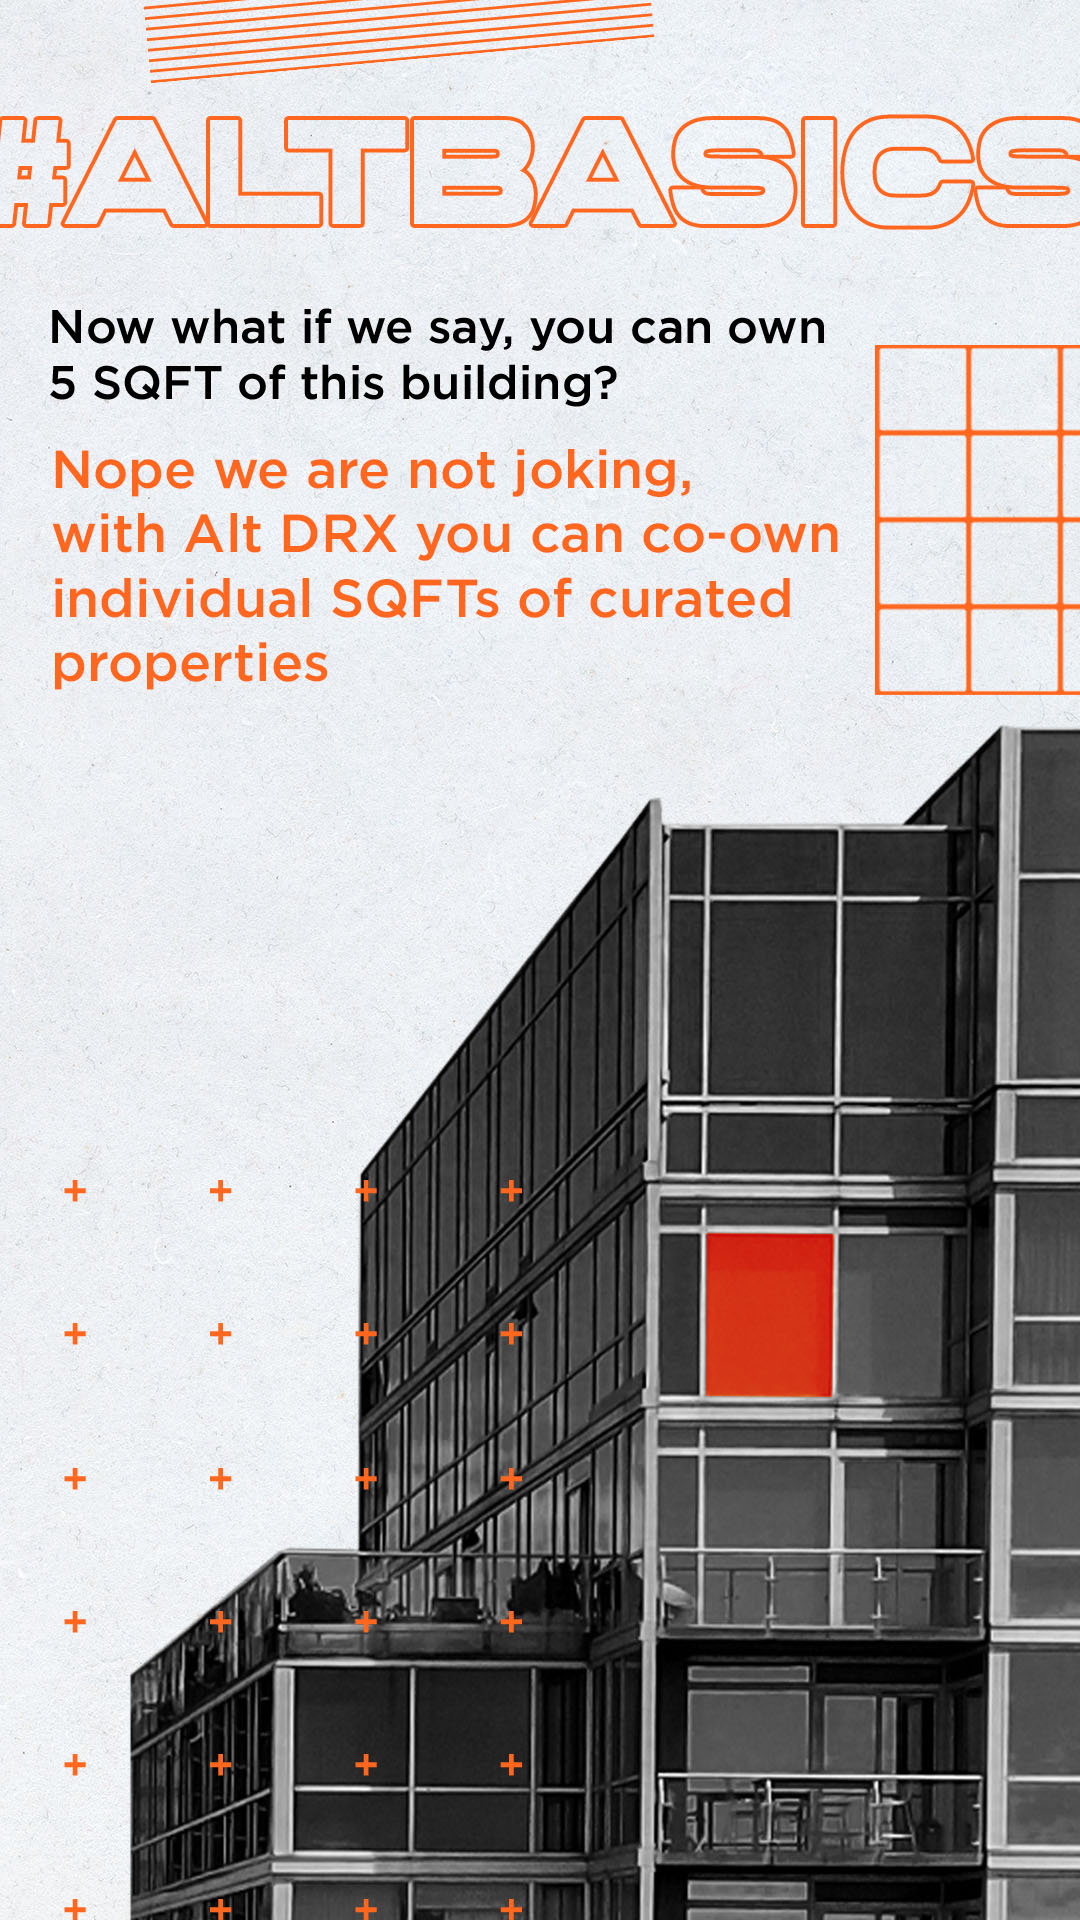 #ALTBASICS
Now what if we say, you can own
5 SQFT of this building?
Nope we are not joking,
with Alt DRX you can co-own
individual SQFTs of curated
properties